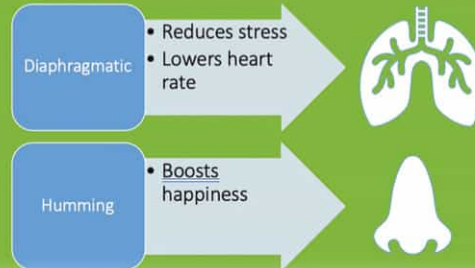 Diaphragmatic
• Reduces stress
• Lowers heart
rate
Humming
• Boosts
happiness